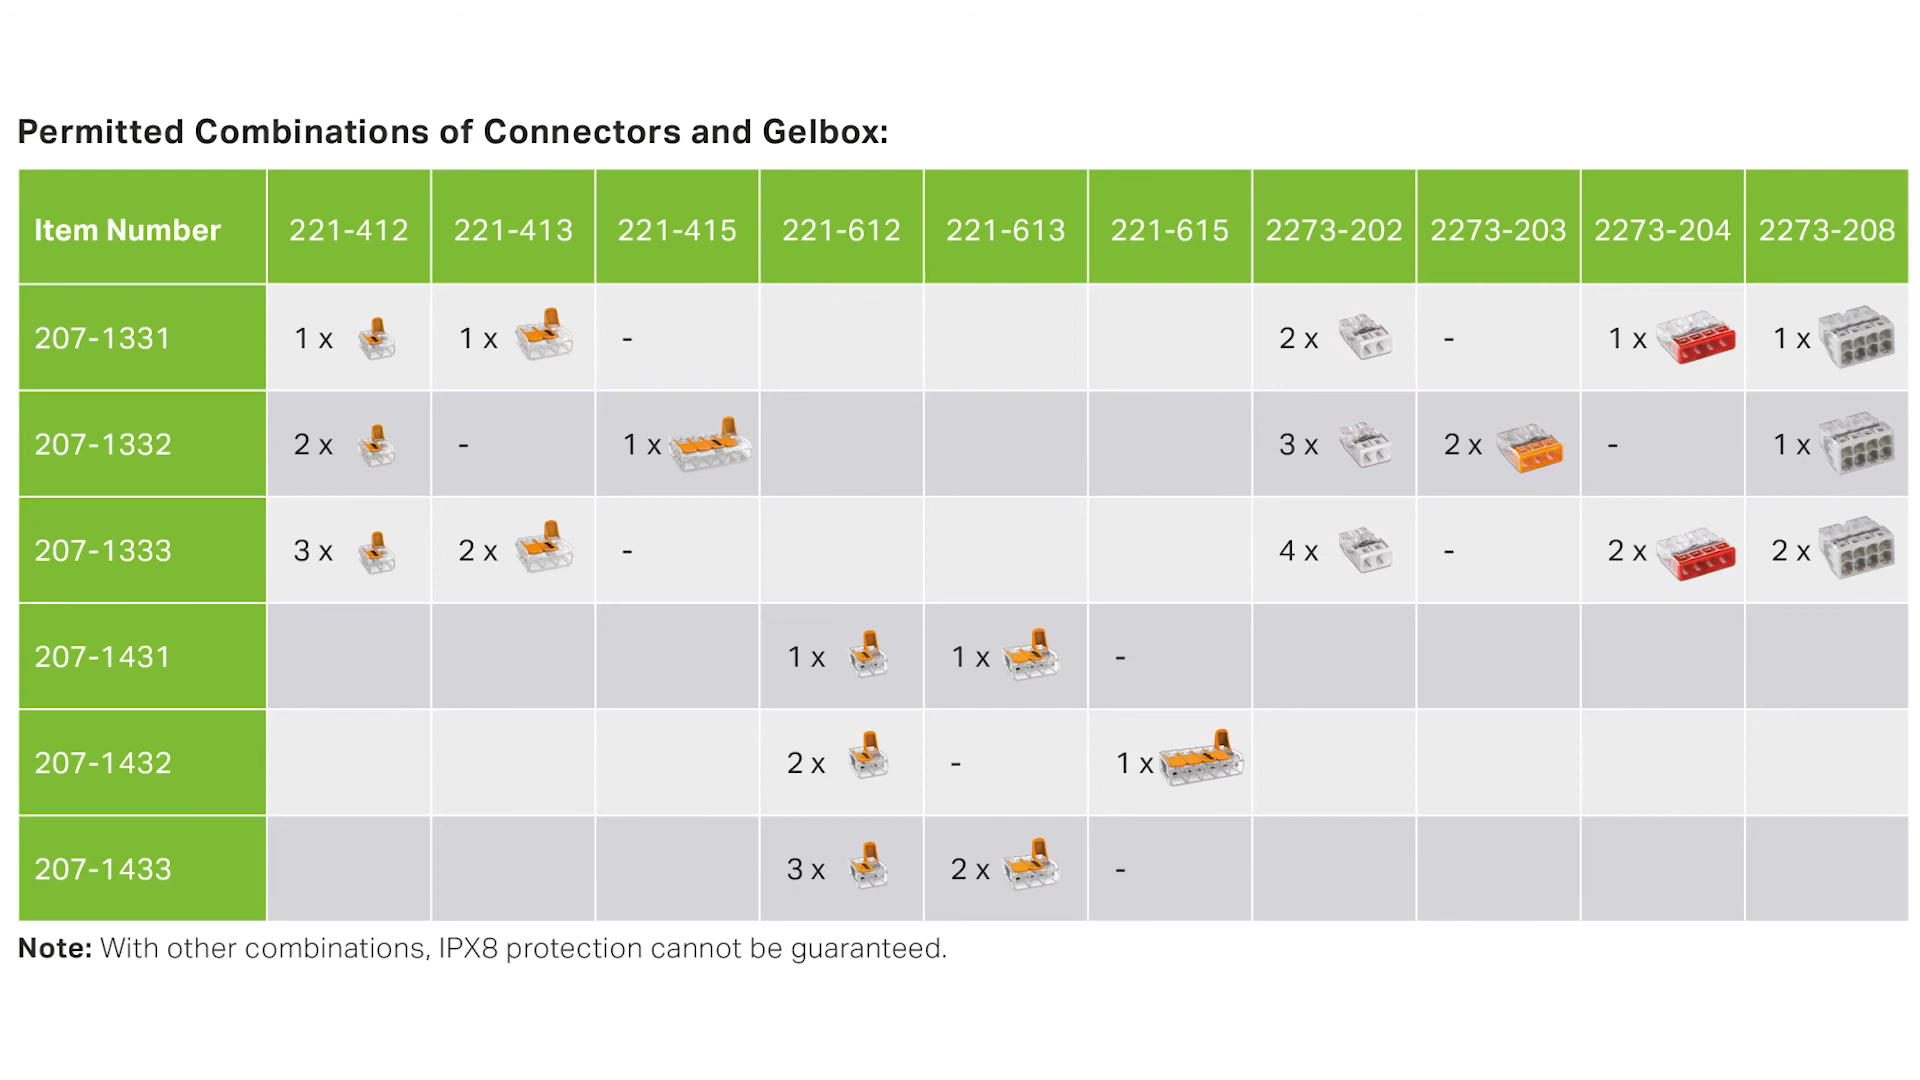 Permitted Combinations of Connectors and Gelbox:
Item Number 221-412 221-413 221-415 221-612 221-613 221-615 2273-202 2273-203 2273-204 2273-208
207-1331 1 x 1 x - 2 x - 1 x 1 x
207-1332 2 x - 1 x 3 x 2 x - 1 x
207-1333 3 x 2 x - 4 x - 2 x 2 x
207-1431 1 x 1 x -
207-1432 2 x - 1 x
207-1433 3 x 2 x -
Note: With other combinations, IPX8 protection cannot be guaranteed.